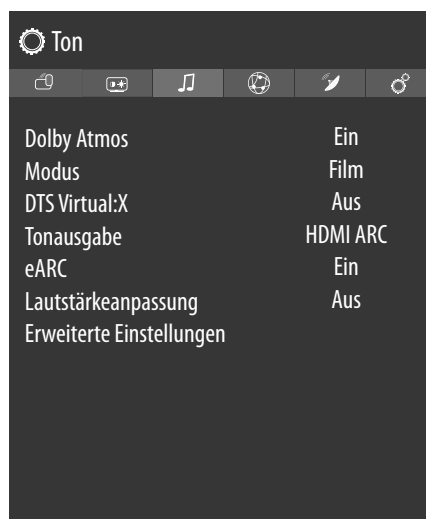 Ton
Dolby Atmos Ein
Modus Film
DTS Virtual:X Aus
Tonausgabe HDMI ARC
eARC Ein
Lautstärkeanpassung Aus
Erweiterte Einstellungen